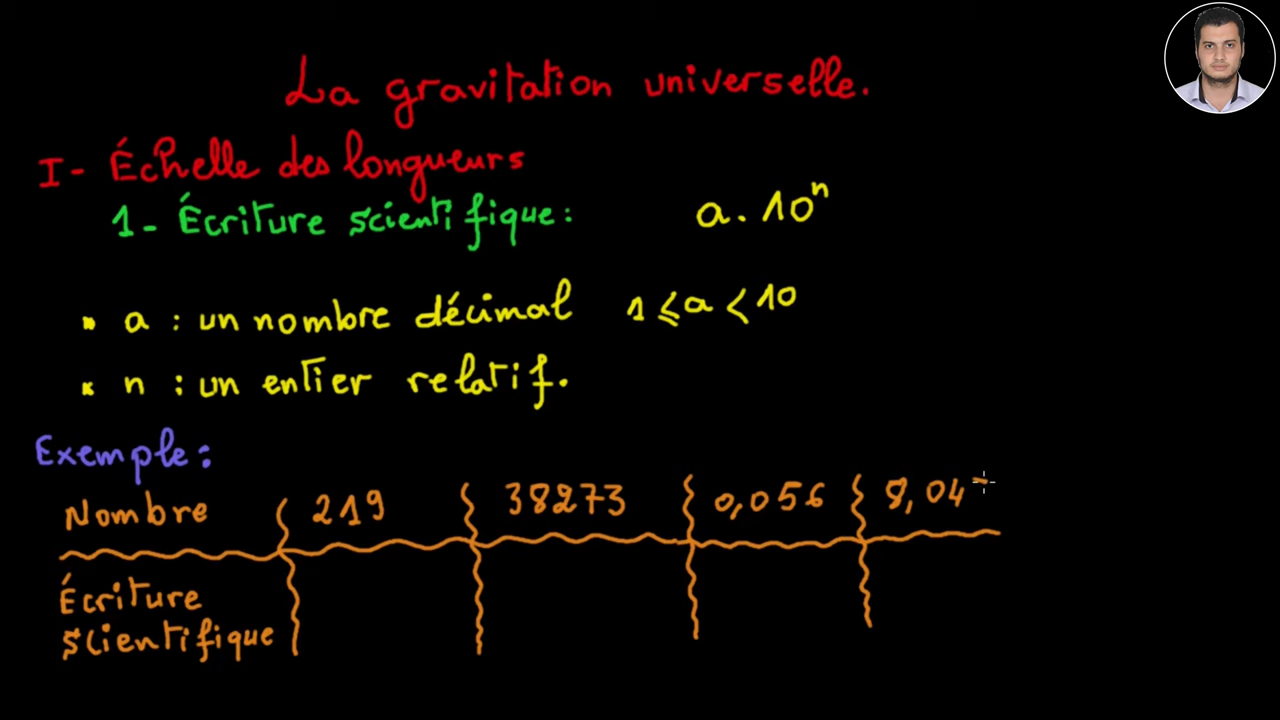 La gravitation universelle.
I- Échelle des longueurs
1- Écriture scientifique: a. 10ⁿ
• a : un nombre décimal 1 ⩽ a < 10
• n : un entier relatif.
Exemple:
Nombre 219 38273 0,056
Écriture
scientifique